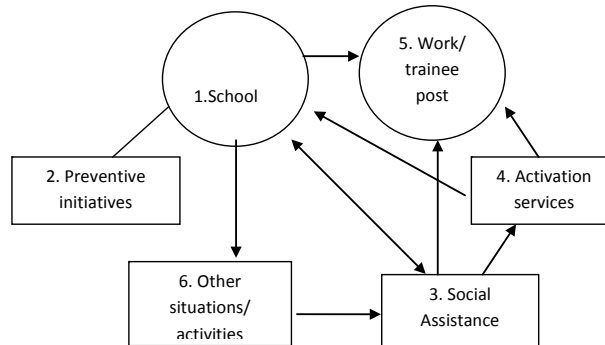 5. Work/
trainee
post
1.School
2. Preventive
initiatives
4. Activation
services
6. Other
situations/
activities
3. Social
Assistance